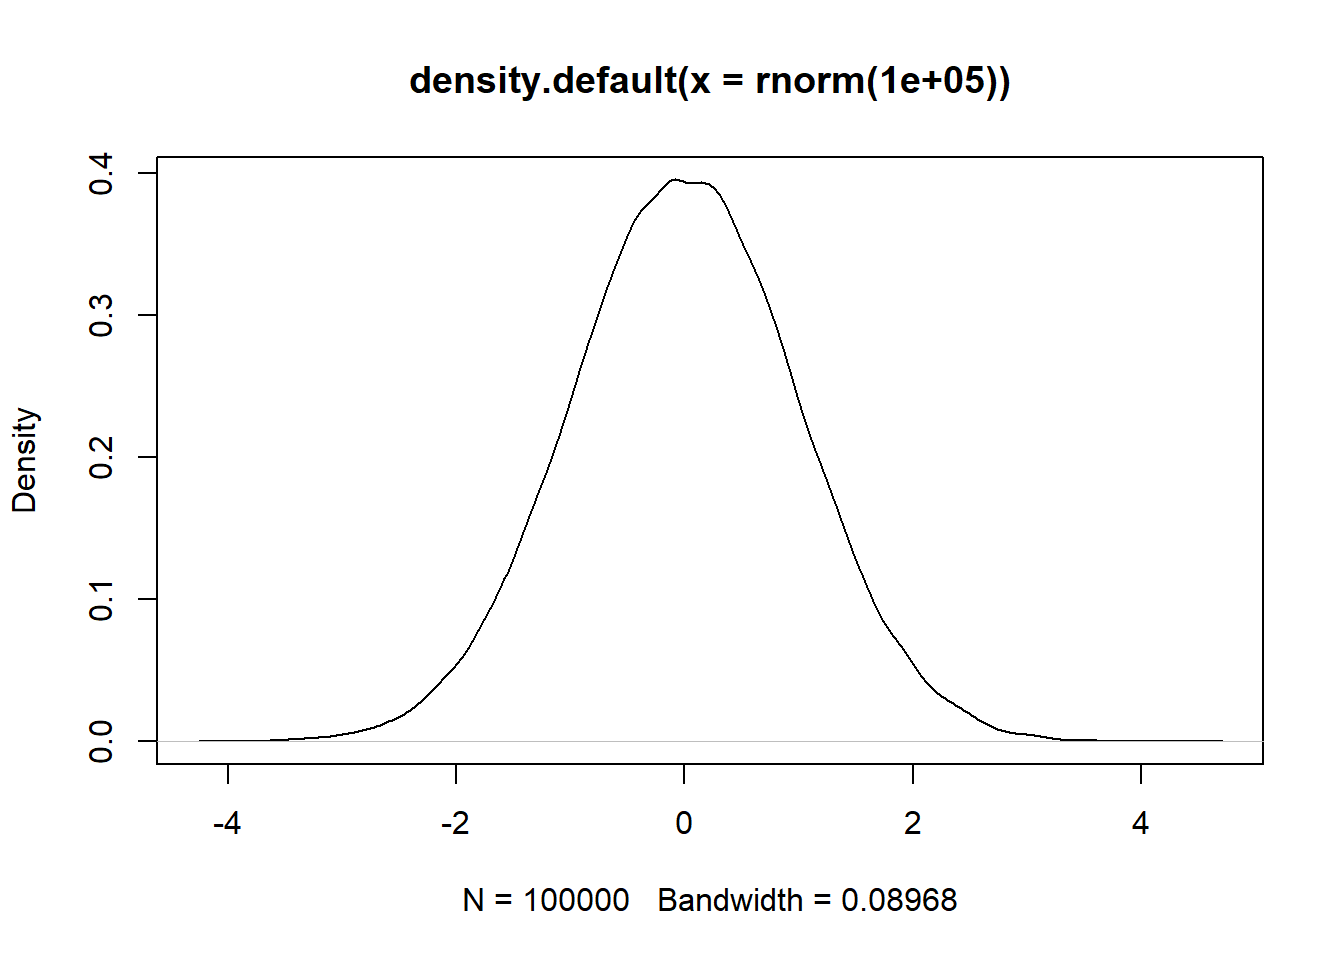 density.default(x = rnorm(1e+05))
Density
0.4
0.3
0.2
0.1
0.0
-4 -2 0 2 4
N = 100000 Bandwidth = 0.08968